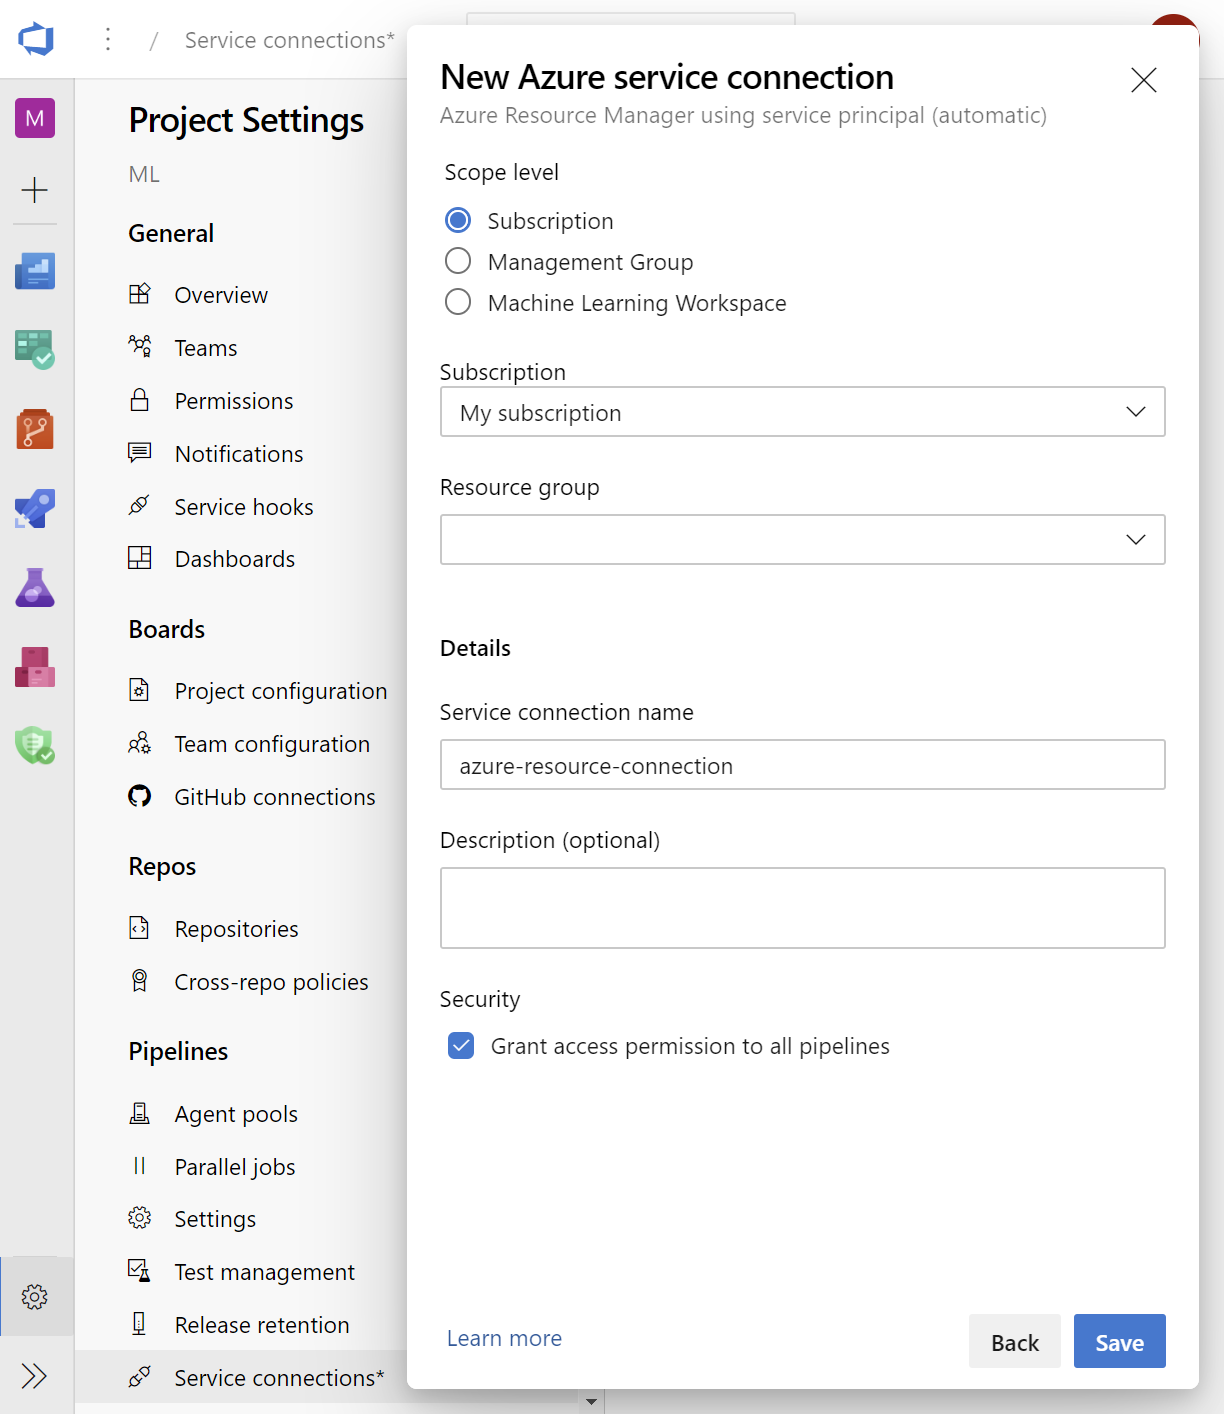 / Service connections*
M
Project Settings
ML
General
Overview
Teams
Permissions
Notifications
Service hooks
Dashboards
Boards
Project configuration
Team configuration
GitHub connections
Repos
Repositories
Cross-repo policies
Pipelines
Agent pools
Parallel jobs
Settings
Test management
Release retention
Service connections*
New Azure service connection
Azure Resource Manager using service principal (automatic)
Scope level
Subscription
Management Group
Machine Learning Workspace
Subscription
My subscription
Resource group
Details
Service connection name
azure-resource-connection
Description (optional)
Security
Grant access permission to all pipelines
Learn more
Back
Save